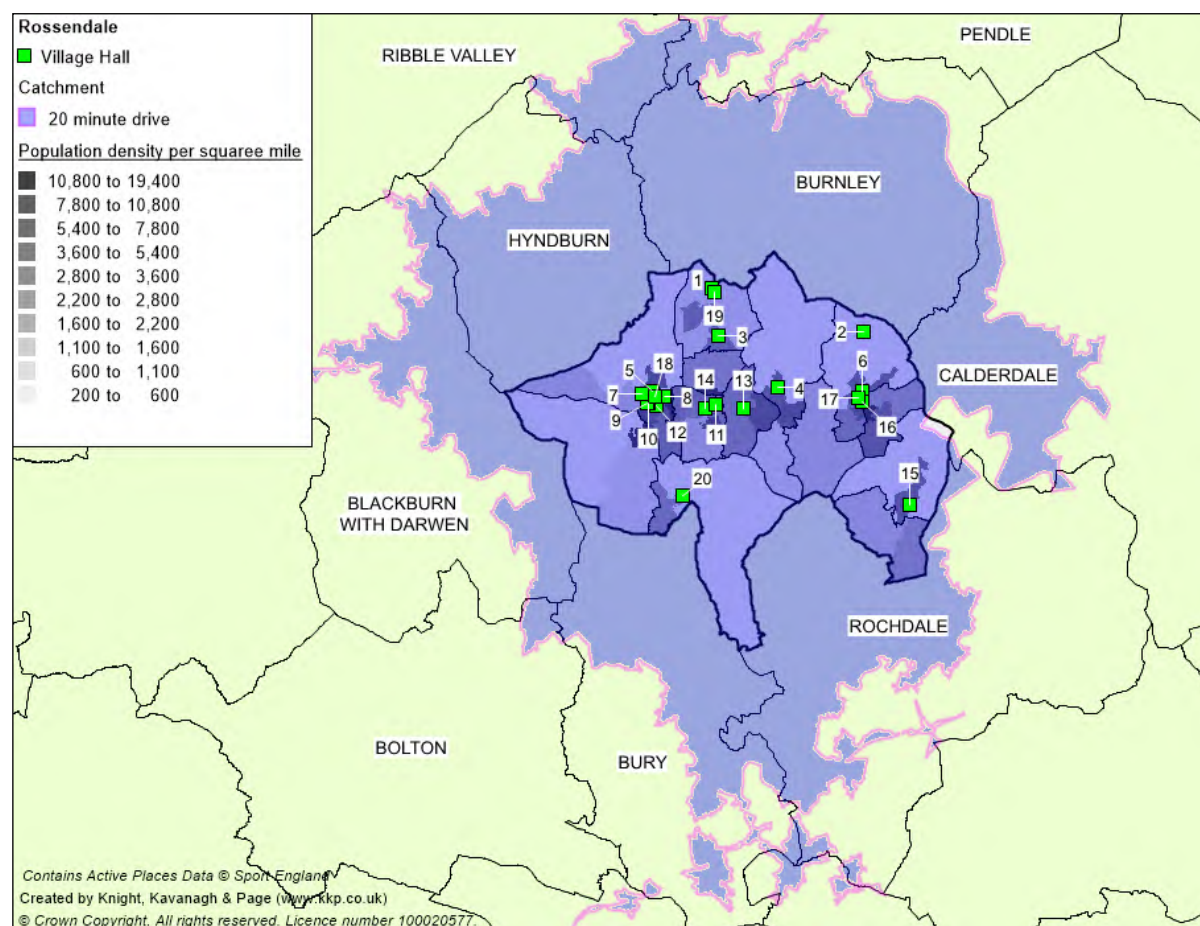 Rossendale
Village Hall
Catchment
20 minute drive
Population density per squaree mile
10,800 to 19,400
7,800 to 10,800
5,400 to 7,800
3,600 to 5,400
2,800 to 3,600
2,200 to 2,800
1,600 to 2,200
1,100 to 1,600
600 to 1,100
200 to 600
RIBBLE VALLEY
PENDLE
BURNLEY
HYNDBURN
CALDERDALE
1
19
3
2
5
18
6
7
14
13
4
8
17
9
10
12
11
16
20
15
BLACKBURN
WITH DARWEN
ROCHDALE
BOLTON
BURY
Contains Active Places Data © Sport England
Created by Knight, Kavanagh & Page (www.kkp.co.uk)
© Crown Copyright. All rights reserved. Licence number 100020577.